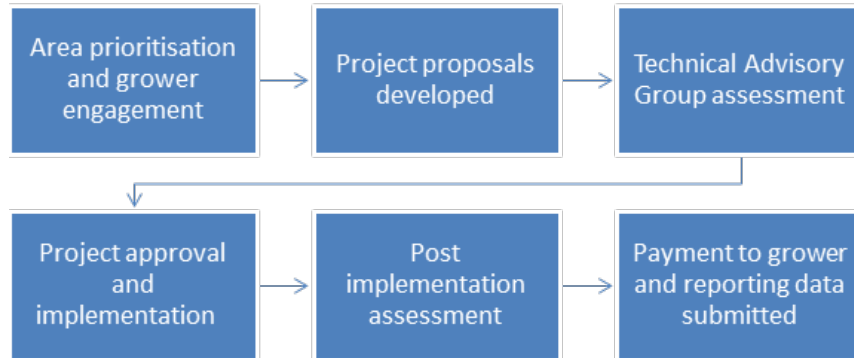 Area prioritisation
and grower
engagement
Project proposals
developed
Technical Advisory
Group assessment
Project approval
and
implementation
Post
implementation
assessment
Payment to grower
and reporting data
submitted